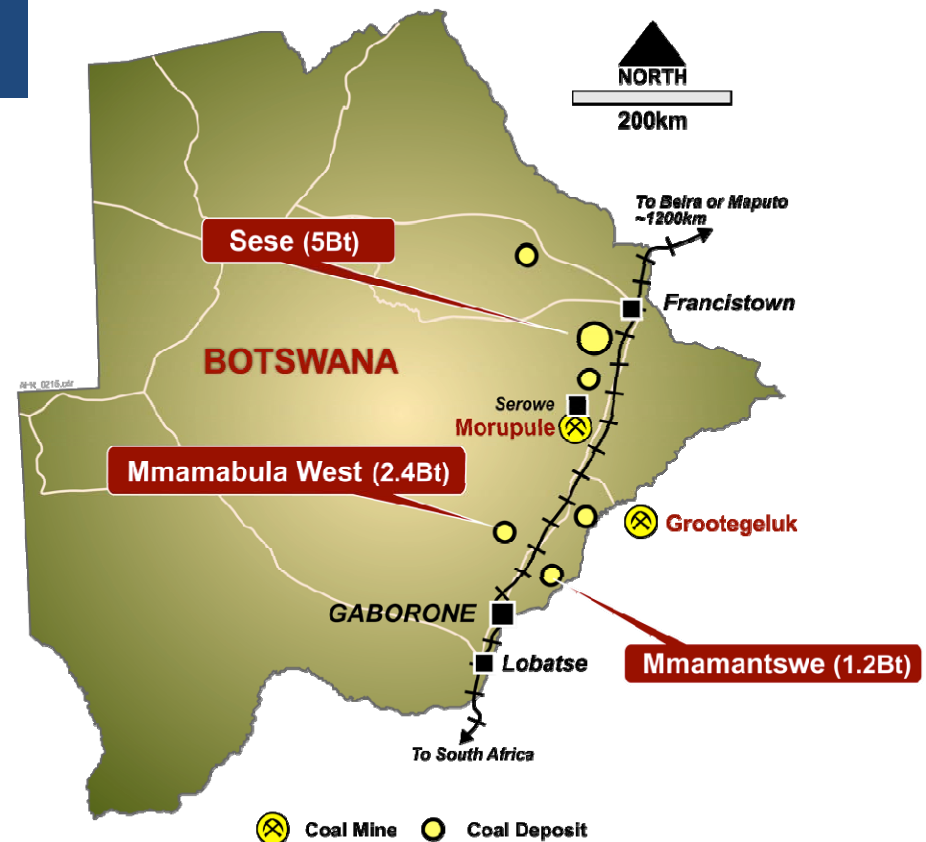 NORTH
200km
To Beira or Maputo
~1200km
Sese (5Bt)
Francistown
BOTSWANA
Serowe
Morupule
Mmamabula West (2.4Bt)
Grootegeluk
GABORONE
Lobatse
Mmamantswe (1.2Bt)
To South Africa
Coal Mine
Coal Deposit